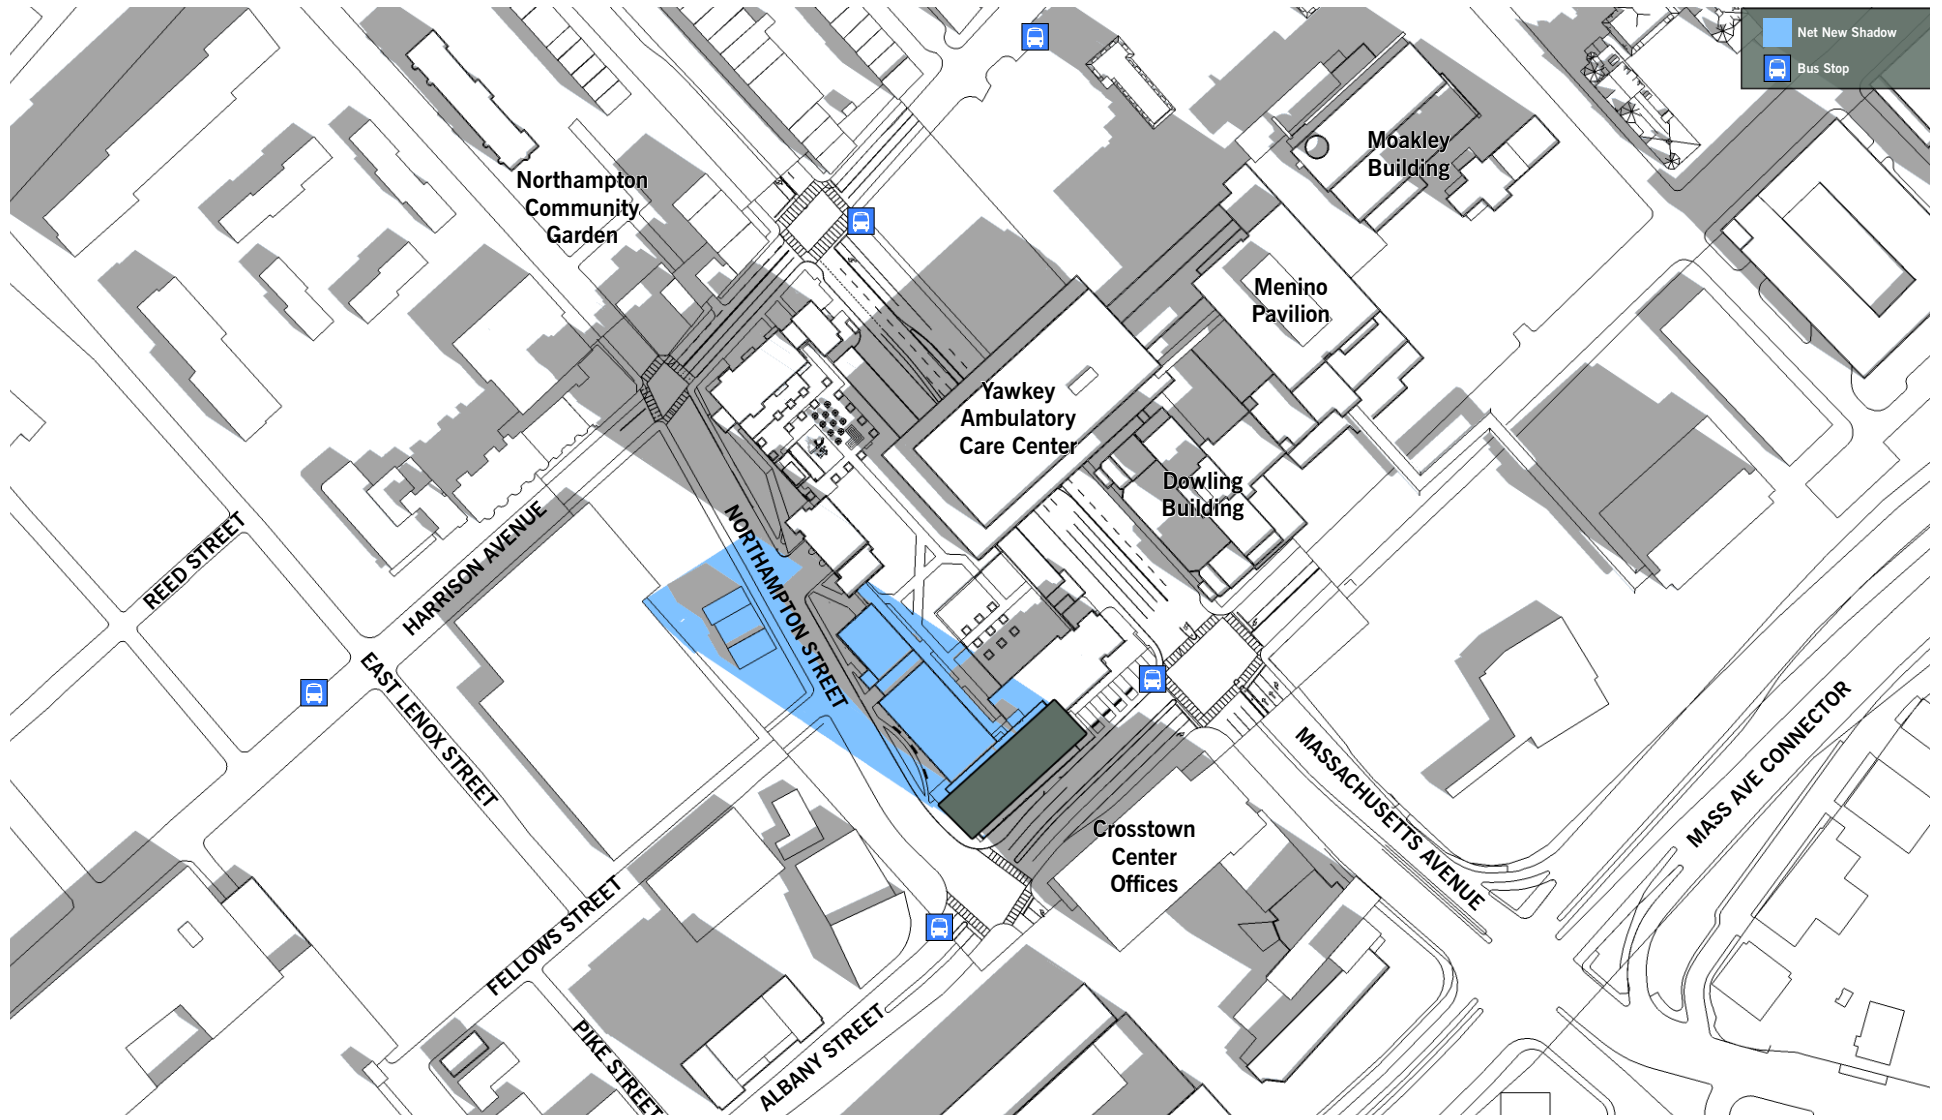 Net New Shadow
Bus Stop
Moakley
Building
Northampton
Community
Garden
Menino
Pavilion
Yawkey
Ambulatory
Care Center
Dowling
Building
NORTHAMPTON STREET
REED STREET
HARRISON AVENUE
EAST LENOX STREET
MASSACHUSETTS AVENUE
MASS AVE CONNECTOR
Crosstown
Center
Offices
FELLOWS STREET
PIKE STREET
ALBANY STREET